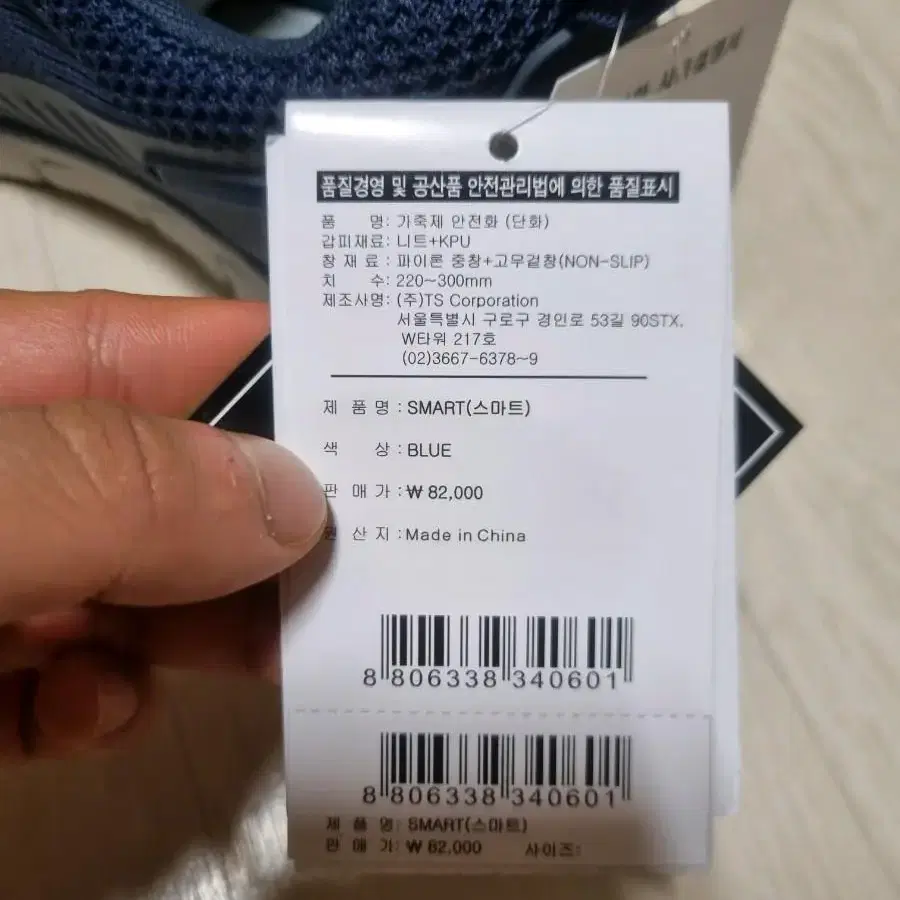 품질경영 및 공산품 안전관리법에 의한 품질표시
품 명: 가죽제 안전화 (단화)
갑피재료: 니트+KPU
창 재 료 : 파이론 중창+고무겉창(NON-SLIP)
치 수: 220~300mm
제조사명: (주)TS Corporation
서울특별시 구로구 경인로 53길 90STX.
W타워 217호
(02)3667-6378~9
제 품 명 : SMART(스마트)
색 상 : BLUE
판 매 가 : ₩ 82,000
원 산 지 : Made in China
8 806338 340601
8 806338 340601
제 품 명: SMART(스마트)
판 매 가: ₩ 82,000 사이즈: